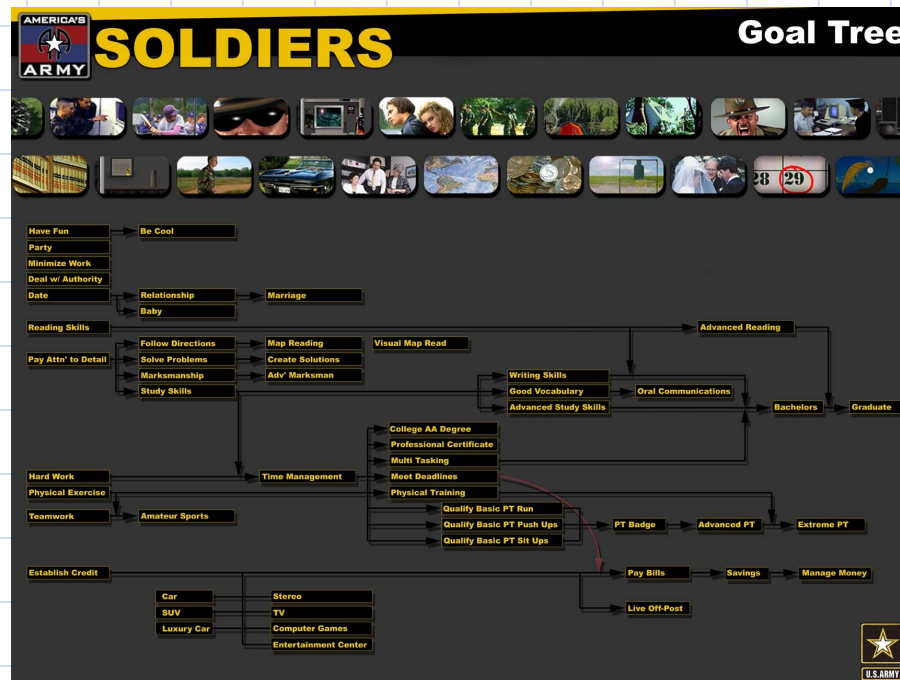 AMERICA'S
ARMY
SOLDIERS
Goal Tree
28 29
Have Fun
Be Cool
Party
Minimize Work
Deal w/ Authority
Date
Relationship
Marriage
Baby
Reading Skills
Advanced Reading
Follow Directions
Map Reading
Visual Map Read
Pay Attn' to Detail
Solve Problems
Create Solutions
Marksmanship
Adv' Marksman
Writing Skills
Study Skills
Good Vocabulary
Oral Communications
Advanced Study Skills
Bachelors
Graduate
College AA Degree
Professional Certificate
Multi Tasking
Hard Work
Time Management
Meet Deadlines
Physical Exercise
Physical Training
Qualify Basic PT Run
Teamwork
Amateur Sports
Qualify Basic PT Push Ups
PT Badge
Advanced PT
Extreme PT
Qualify Basic PT Sit Ups
Establish Credit
Pay Bills
Savings
Manage Money
Car
Stereo
SUV
TV
Live Off-Post
Luxury Car
Computer Games
Entertainment Center
U.S.ARMY